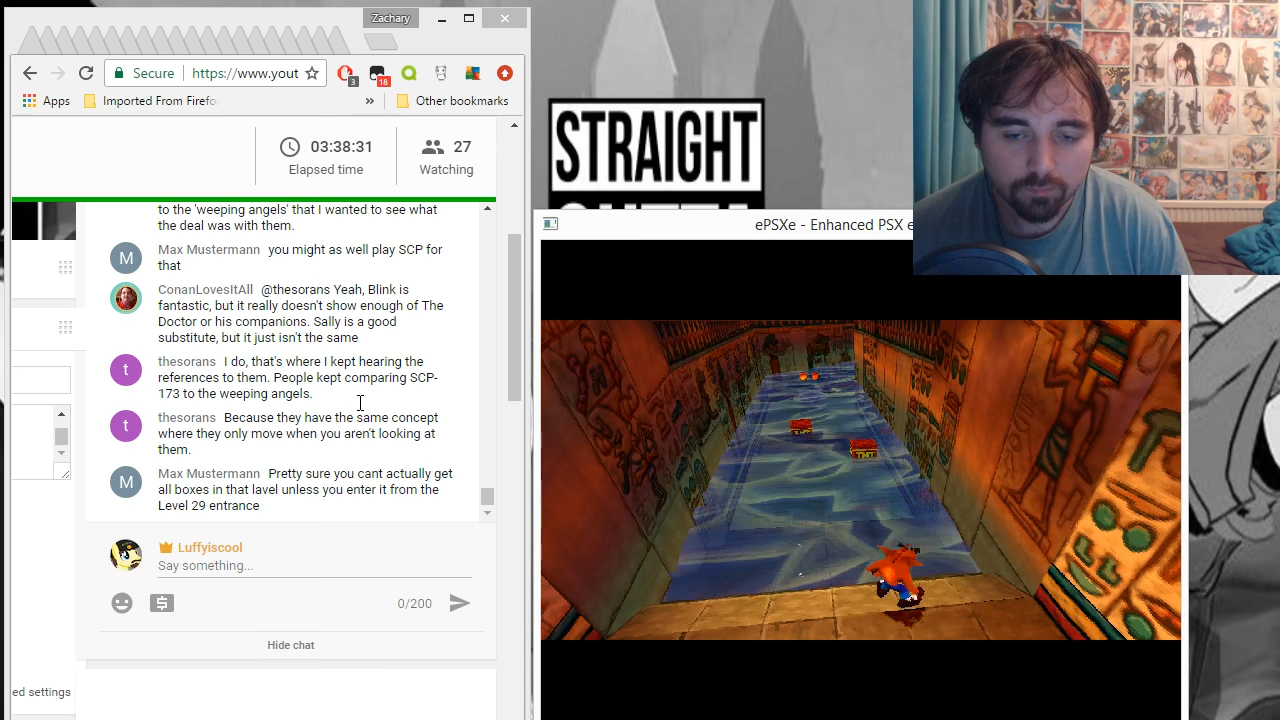 Zachary
Secure
https://www.yout
3
18
Apps
Imported From Firefo
»
Other bookmarks
03:38:31
Elapsed time
27
Watching
to the 'weeping angels' that I wanted to see what
the deal was with them.
M
Max Mustermann you might as well play SCP for
that
ConanLovesItAll @thesorans Yeah, Blink is
fantastic, but it really doesn't show enough of The
Doctor or his companions. Sally is a good
substitute, but it just isn't the same
t
thesorans I do, that's where I kept hearing the
references to them. People kept comparing SCP-
173 to the weeping angels.
t
thesorans Because they have the same concept
where they only move when you aren't looking at
them.
M
Max Mustermann Pretty sure you cant actually get
all boxes in that lavel unless you enter it from the
Level 29 entrance
Luffyiscool
Say something...
0/200
Hide chat
ed settings
STRAIGHT
ePSXe - Enhanced PSX e
TNT